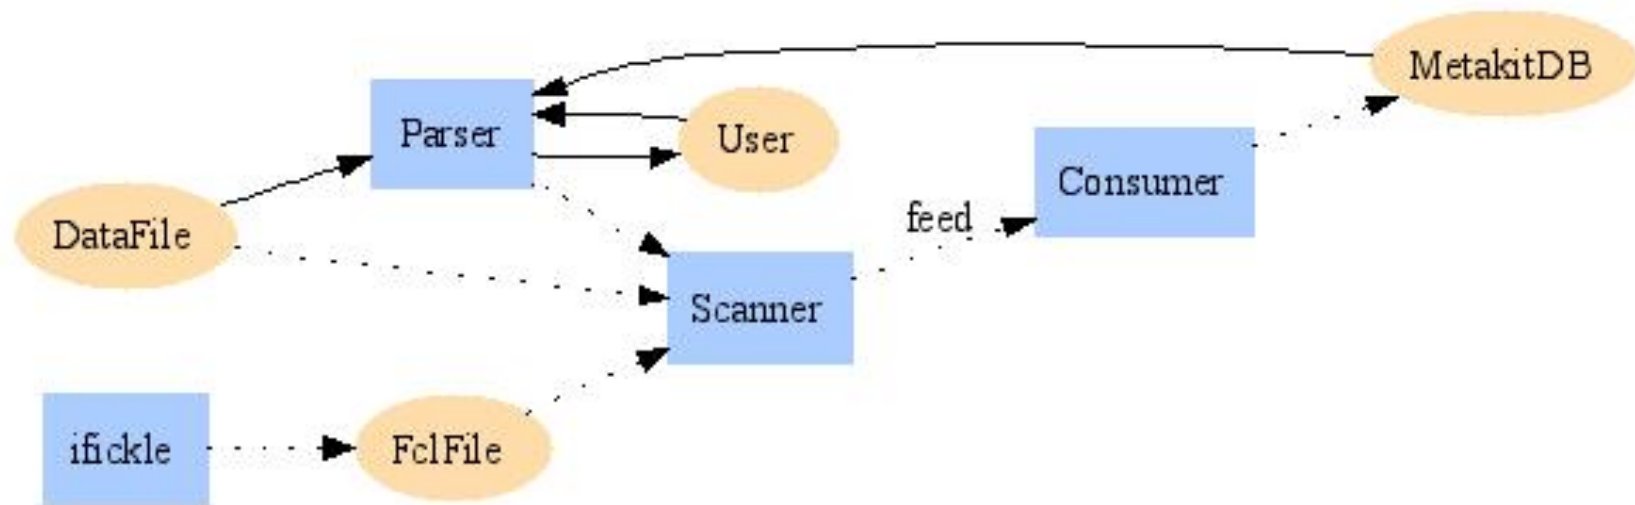 MetakitDB
Parser
User
Consumer
feed
DataFile
Scanner
ifickle
FclFile